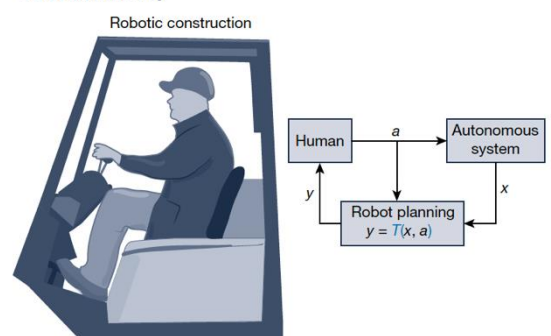 Robotic construction
Human
a
Autonomous
system
y
x
Robot planning
y = T(x, a)